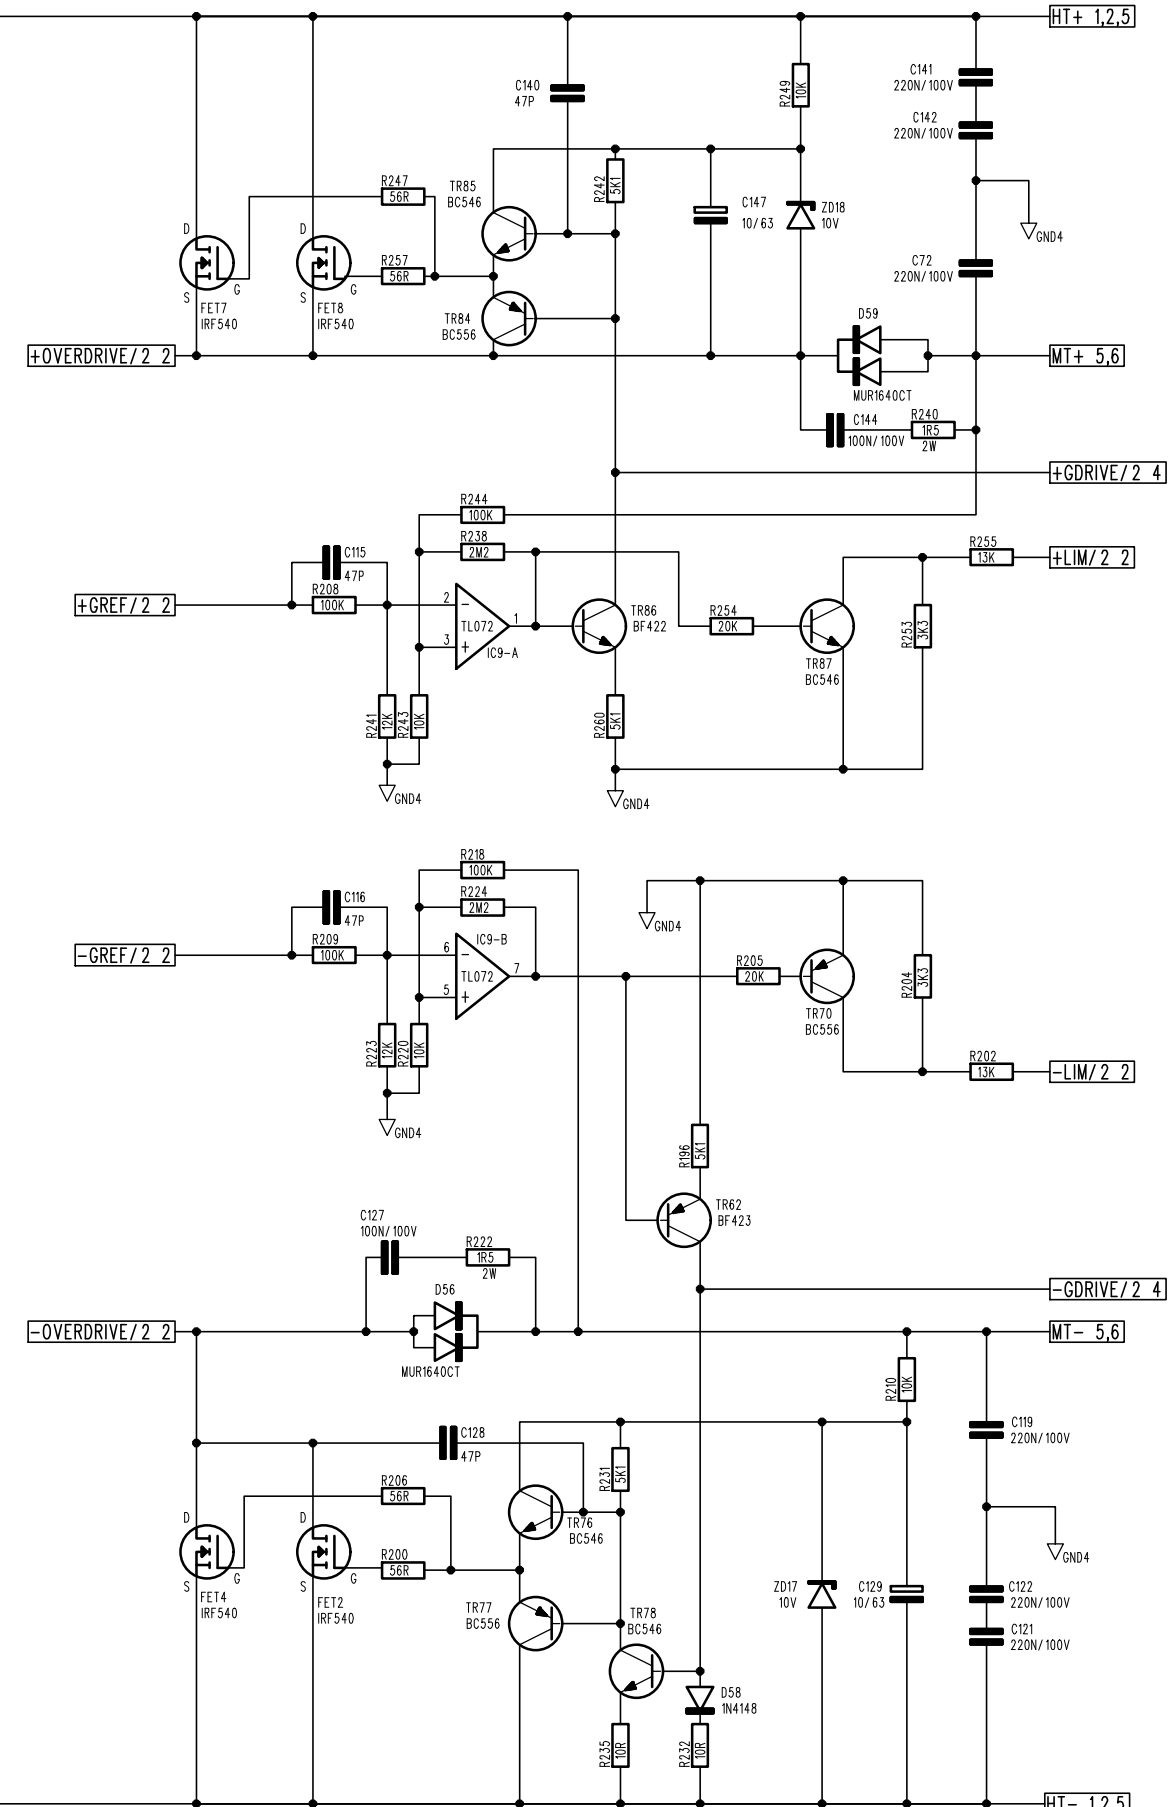 HT+ 1,2,5
C141
220N/100V
C140
47P
R249
10K
C142
220N/100V
R247
56R
TR85
BC546
R242
5K1
C147
10/63
ZD18
10V
GND4
D
D
R257
56R
C72
220N/100V
S
G
S
G
FET7
IRF540
FET8
IRF540
TR84
BC556
D59
+OVERDRIVE/2 2
MT+ 5,6
MUR1640CT
C144
100N/100V
R240
1R5
2W
+GDRIVE/2 4
R244
100K
R238
2M2
R255
13K
+LIM/2 2
C115
47P
R208
100K
+GREF/2 2
2
-
TL072
1
3
+
IC9-A
TR86
BF422
R254
20K
TR87
BC546
R253
3K3
R241
12K
R243
10K
R260
5K1
GND4
GND4
R218
100K
R224
2M2
C116
47P
R209
100K
-GREF/2 2
IC9-B
6
-
TL072
7
5
+
GND4
R205
20K
TR70
BC556
R204
3K3
R202
13K
-LIM/2 2
R223
12K
R220
10K
GND4
R196
5K1
TR62
BF423
C127
100N/100V
R222
1R5
2W
D56
-GDRIVE/2 4
-OVERDRIVE/2 2
MT- 5,6
MUR1640CT
R210
10K
C119
220N/100V
C128
47P
R231
5K1
R206
56R
D
D
TR76
BC546
R200
56R
GND4
S
G
S
G
FET4
IRF540
FET2
IRF540
TR77
BC556
TR78
BC546
ZD17
10V
C129
10/63
C122
220N/100V
C121
220N/100V
D58
1N4148
R235
10R
R232
10R
HT- 1,2,5